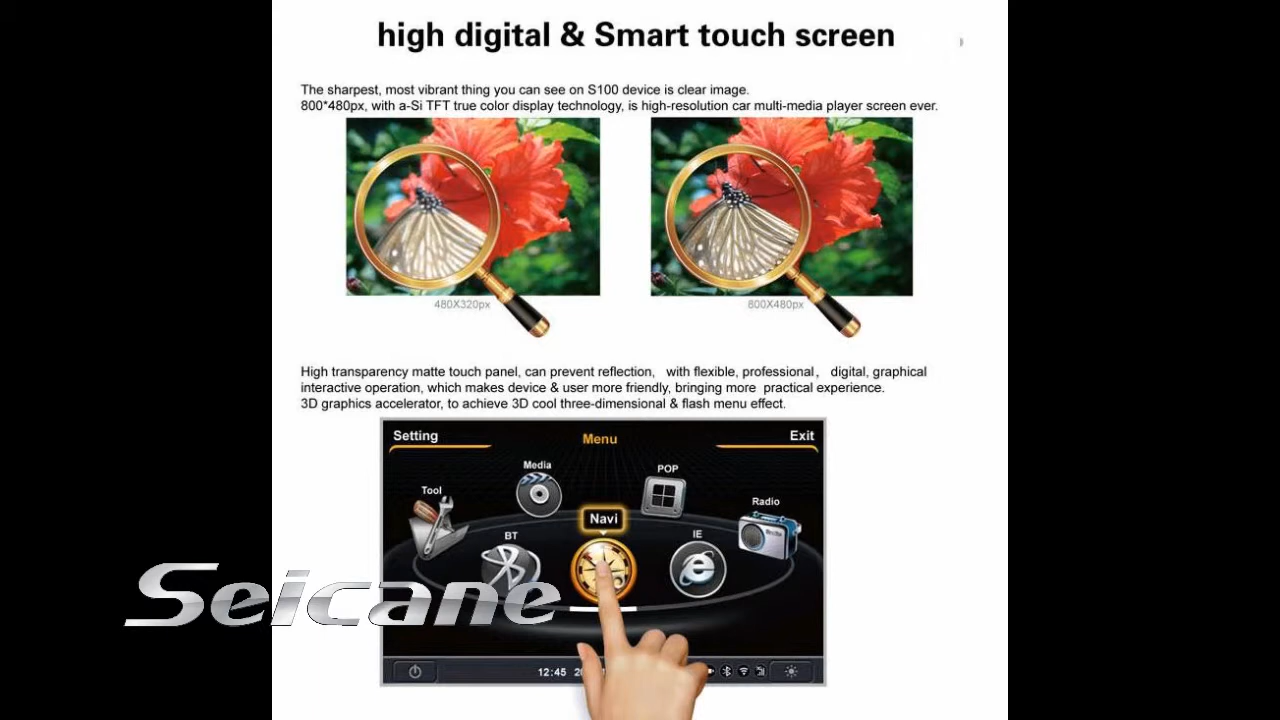 high digital & Smart touch screen
The sharpest, most vibrant thing you can see on S100 device is clear image.
800*480px, with a-Si TFT true color display technology, is high-resolution car multi-media player screen ever.
480X320px
800X480px
High transparency matte touch panel, can prevent reflection, with flexible, professional, digital, graphical
interactive operation, which makes device & user more friendly, bringing more practical experience.
3D graphics accelerator, to achieve 3D cool three-dimensional & flash menu effect.
Setting
Menu
Exit
Media
POP
Tool
Radio
Navi
BT
IE
Seicane
12:45